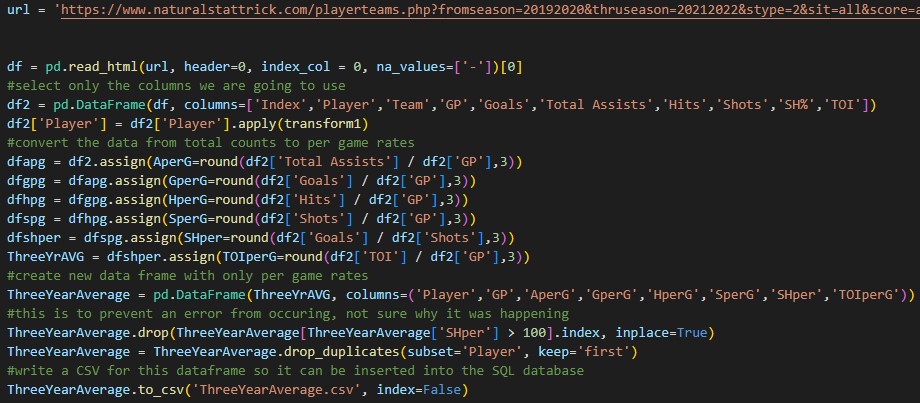 url = 'https://www.naturalstattrick.com/playerteams.php?fromseason=20192020&thruseason=20212022&stype=2&sit=all&score=a
df = pd.read_html(url, header=0, index_col = 0, na_values=['-'])[0]
#select only the columns we are going to use
df2 = pd.DataFrame(df, columns=['Index','Player','Team','GP','Goals','Total Assists','Hits','Shots','SH%','TOI'])
df2['Player'] = df2['Player'].apply(transform1)
#convert the data from total counts to per game rates
dfapg = df2.assign(AperG=round(df2['Total Assists'] / df2['GP'],3))
dfgpg = dfapg.assign(GperG=round(df2['Goals'] / df2['GP'],3))
dfhpg = dfgpg.assign(HperG=round(df2['Hits'] / df2['GP'],3))
dfspg = dfhpg.assign(SperG=round(df2['Shots'] / df2['GP'],3))
dfshper = dfspg.assign(SHper=round(df2['Goals'] / df2['Shots'],3))
ThreeYrAVG = dfshper.assign(TOIperG=round(df2['TOI'] / df2['GP'],3))
#create new data frame with only per game rates
ThreeYearAverage = pd.DataFrame(ThreeYrAVG, columns=('Player','GP','AperG','GperG','HperG','SperG','SHper','TOIperG'))
#this is to prevent an error from occuring, not sure why it was happening
ThreeYearAverage.drop(ThreeYearAverage[ThreeYearAverage['SHper'] > 100].index, inplace=True)
ThreeYearAverage = ThreeYearAverage.drop_duplicates(subset='Player', keep='first')
#write a CSV for this dataframe so it can be inserted into the SQL database
ThreeYearAverage.to_csv('ThreeYearAverage.csv', index=False)